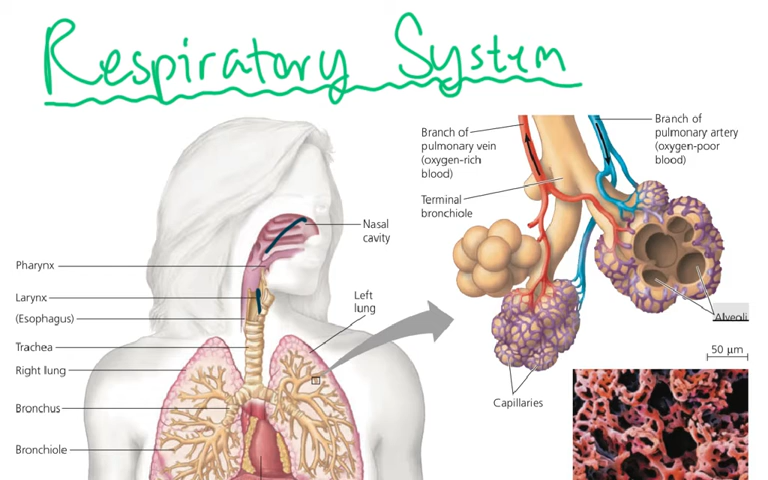 Respiratory System
Branch of
pulmonary vein
(oxygen-rich
blood)
Branch of
pulmonary artery
(oxygen-poor
blood)
Terminal
bronchiole
Nasal
cavity
Pharynx
Larynx
(Esophagus)
Trachea
Right lung
Bronchus
Bronchiole
Left
lung
Alveoli
50 μm
Capillaries